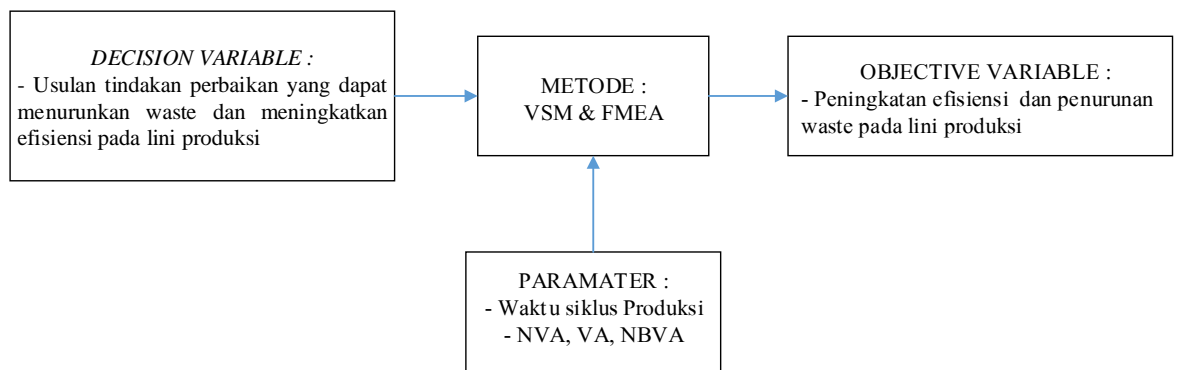 DECISION VARIABLE :
- Usulan tindakan perbaikan yang dapat
menurunkan waste dan meningkatkan
efisiensi pada lini produksi
METODE :
VSM & FMEA
OBJECTIVE VARIABLE :
- Peningkatan efisiensi dan penurunan
waste pada lini produksi
PARAMATER :
- Waktu siklus Produksi
- NVA, VA, NBVA